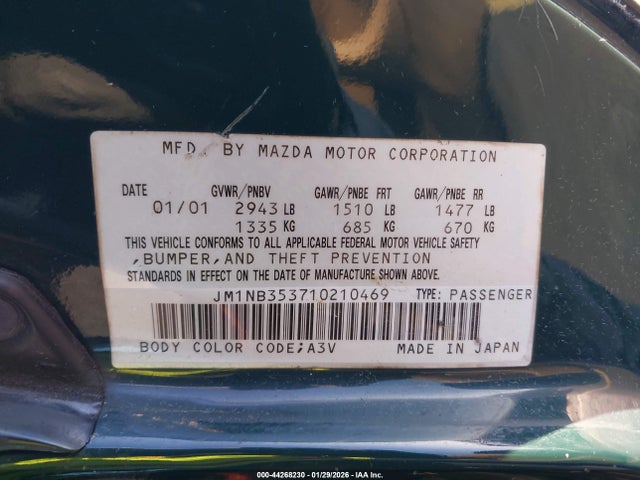 MFD. BY MAZDA MOTOR CORPORATION
DATE GVWR/PNBV GAWR/PNBE FRT GAWR/PNBE RR
01/01 2943 LB 1510 LB 1477 LB
1335 KG 685 KG 670 KG
THIS VEHICLE CONFORMS TO ALL APPLICABLE FEDERAL MOTOR VEHICLE SAFETY
,BUMPER,AND THEFT PREVENTION
STANDARDS IN EFFECT ON THE DATE OF MANUFACTURE SHOWN ABOVE.
JM1NB353710210469 TYPE: PASSENGER
BODY COLOR CODE;A3V MADE IN JAPAN
000-44268230 - 01/29/2026 - IAA Corp.